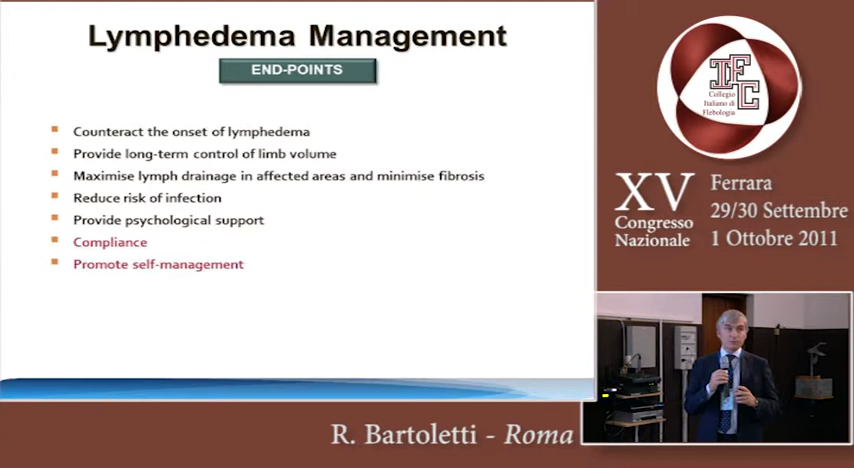 Lymphedema Management
END-POINTS
Counteract the onset of lymphedema
Provide long-term control of limb volume
Maximise lymph drainage in affected areas and minimise fibrosis
Reduce risk of infection
Provide psychological support
Compliance
Promote self-management
IFC
Collegio
Italiano di
Flebologia
XV
Congresso
Nazionale
Ferrara
29/30 Settembre
1 Ottobre 2011
R. Bartoletti - Roma